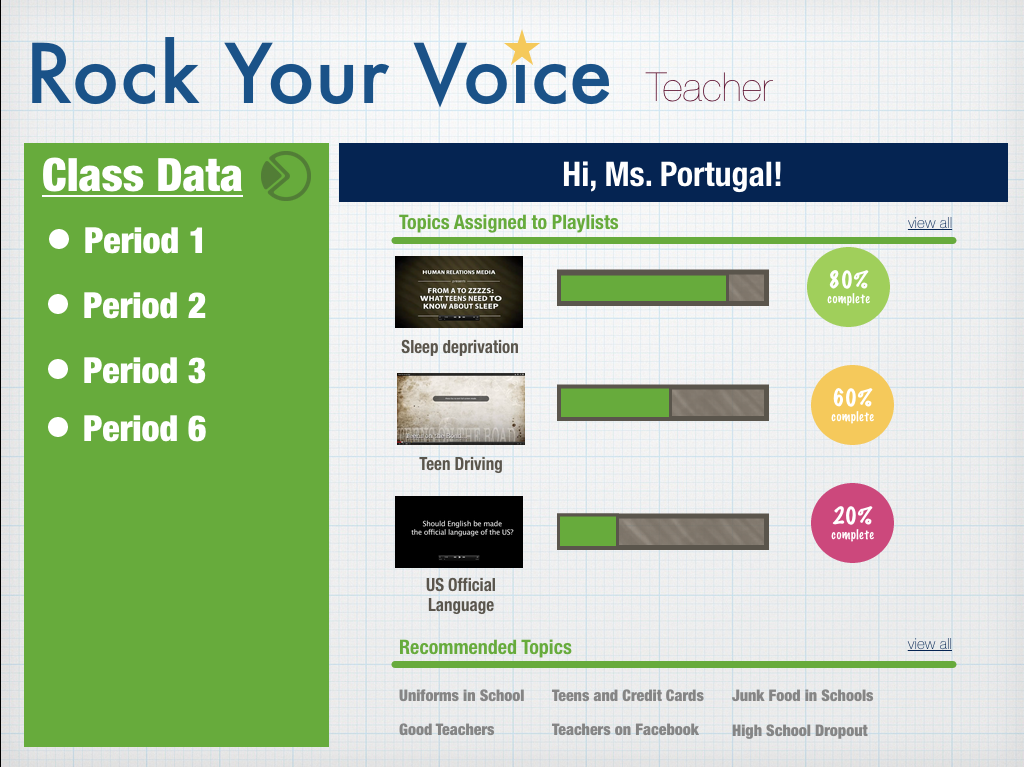 Rock Your Voice Teacher
Class Data
Period 1
Period 2
Period 3
Period 6
Hi, Ms. Portugal!
Topics Assigned to Playlists
view all
HUMAN RELATIONS MEDIA
FROM A TO ZZZZS:
WHAT TEENS NEED TO
KNOW ABOUT SLEEP
80%
complete
Sleep deprivation
60%
complete
Teen Driving
Should English be made
the official language of the US?
20%
complete
US Official
Language
Recommended Topics
view all
Uniforms in School Teens and Credit Cards Junk Food in Schools
Good Teachers Teachers on Facebook High School Dropout